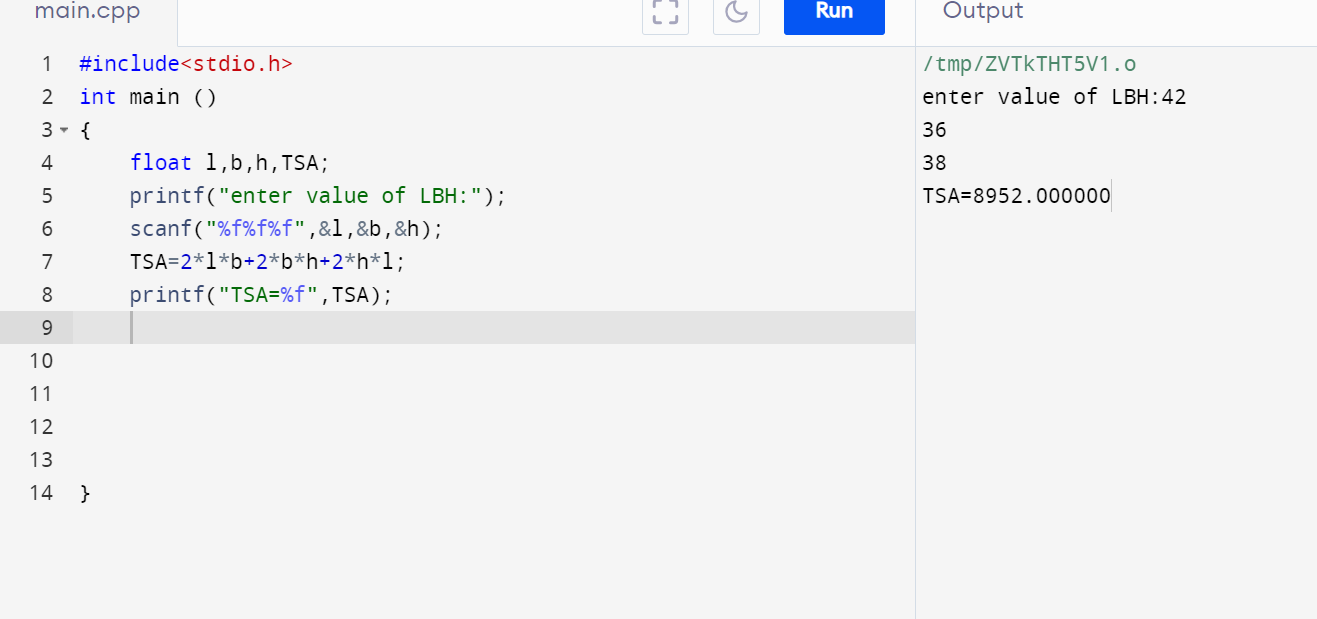 main.cpp
Run
Output
1 #include<stdio.h>
2 int main ()
3 {
4 float l,b,h,TSA;
5 printf("enter value of LBH:");
6 scanf("%f%f%f",&l,&b,&h);
7 TSA=2*l*b+2*b*h+2*h*l;
8 printf("TSA=%f",TSA);
9
10
11
12
13
14 }
/tmp/ZVTkTHT5V1.o
enter value of LBH:42
36
38
TSA=8952.000000